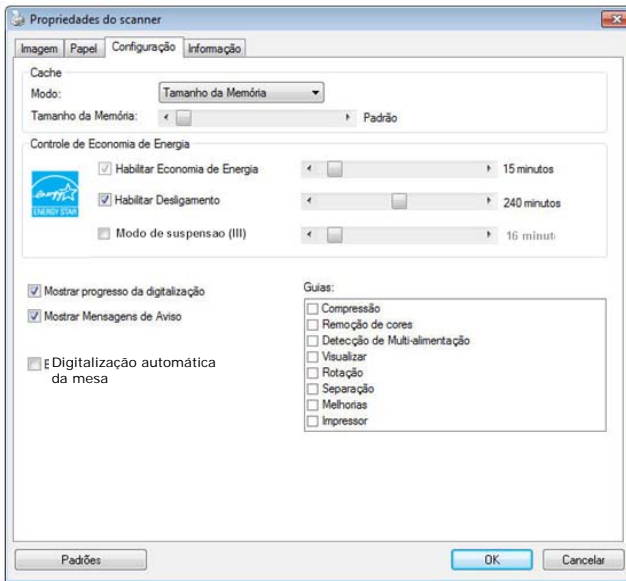 Propriedades do scanner
Imagem Papel Configuração Informação
Cache
Modo: Tamanho da Memória
Tamanho da Memória: Padrão
Controle de Economia de Energia
Habilitar Economia de Energia 15 minutos
ENERGY STAR
Habilitar Desligamento 240 minutos
Modo de suspensao (III) 16 minut
Mostrar progresso da digitalização
Mostrar Mensagens de Aviso
Digitalização automática
da mesa
Guias:
Compressão
Remoção de cores
Detecção de Multi-alimentação
Visualizar
Rotação
Separação
Melhorias
Impressor
Padrões OK Cancelar